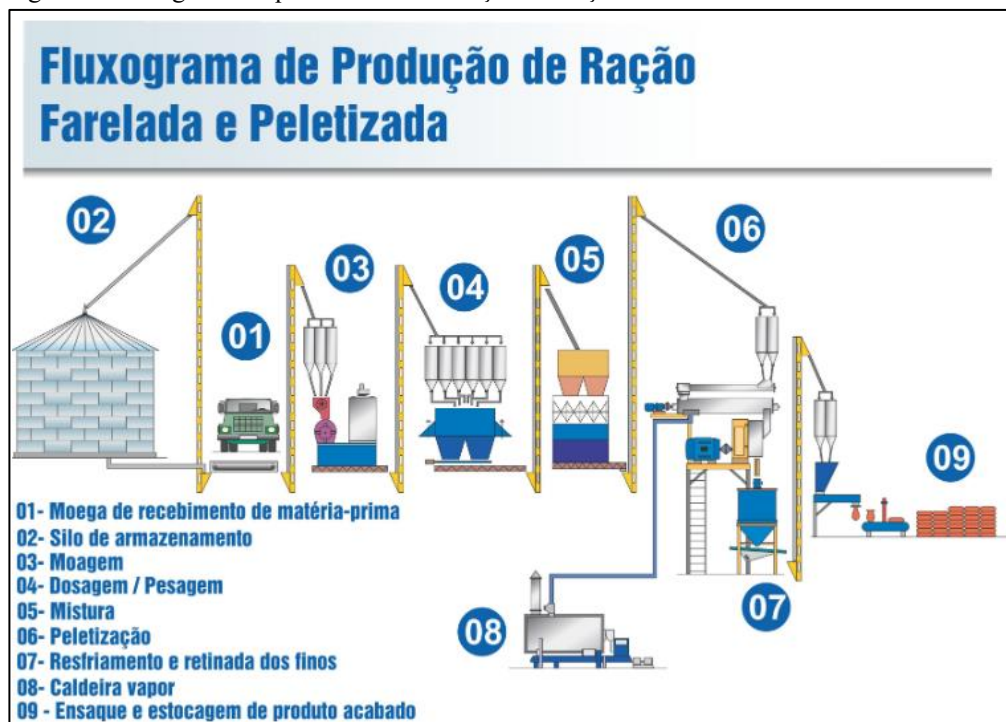 Fluxograma de Produção de Ração
Farelada e Peletizada
02
01
03
04
05
06
09
08
07
01- Moega de recebimento de matéria-prima
02- Silo de armazenamento
03- Moagem
04- Dosagem / Pesagem
05- Mistura
06- Peletização
07- Resfriamento e retinada dos finos
08- Caldeira vapor
09 - Ensaque e estocagem de produto acabado